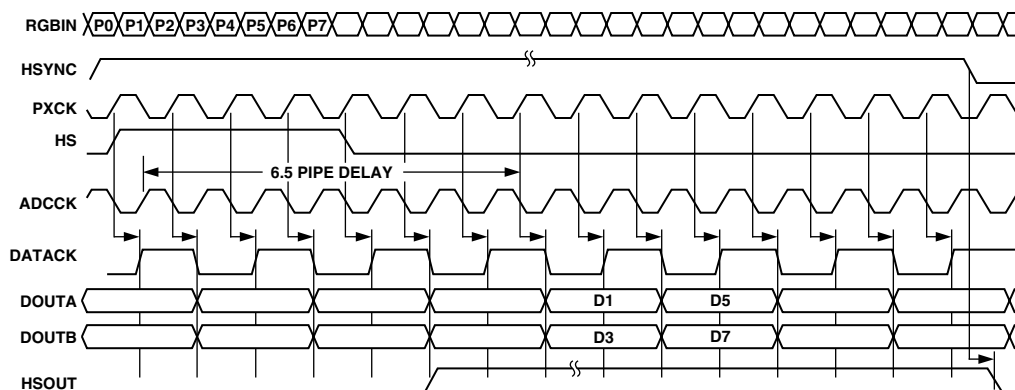 RGBIN P0 P1 P2 P3 P4 P5 P6 P7
HSYNC
PXCK
HS
6.5 PIPE DELAY
ADCCK
DATACK
DOUTA D1 D5
DOUTB D3 D7
HSOUT